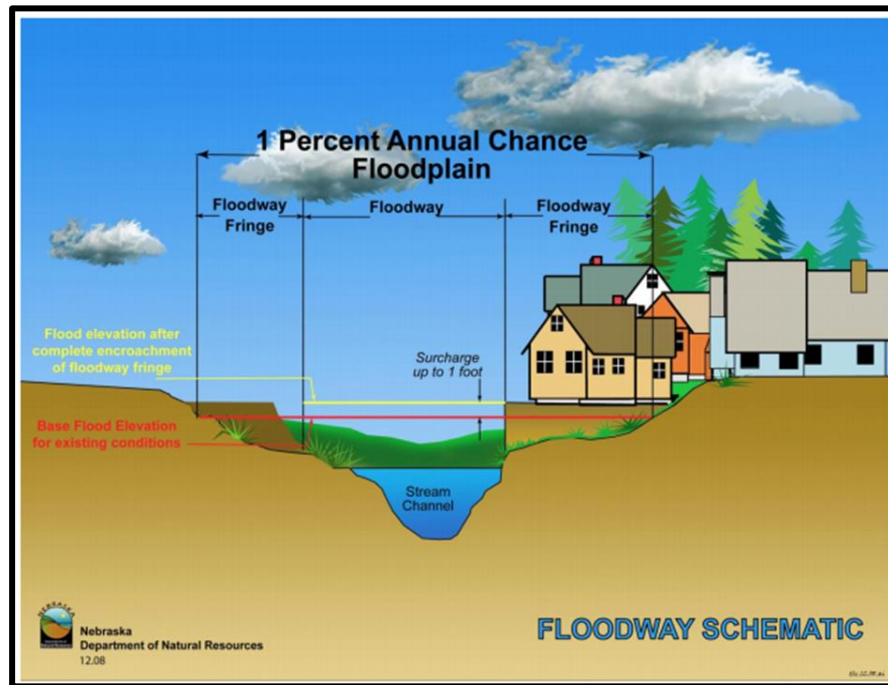 1 Percent Annual Chance
Floodplain
Floodway
Fringe
Floodway
Floodway
Fringe
Flood elevation after
complete encroachment
of floodway fringe
Surcharge
up to 1 foot
Base Flood Elevation
for existing conditions
Stream
Channel
NEBRASKA
Nebraska
Department of Natural Resources
12.08
FLOODWAY SCHEMATIC